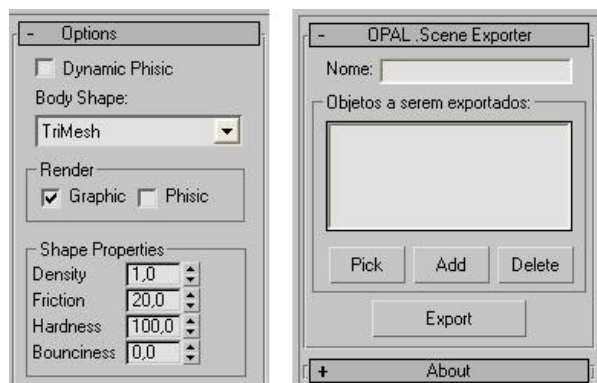 - Options
Dynamic Phisic
Body Shape:
TriMesh
Render
Graphic Phisic
Shape Properties
Density 1,0
Friction 20,0
Hardness 100,0
Bounciness 0,0
- OPAL .Scene Exporter
Nome:
Objetos a serem exportados:
Pick Add Delete
Export
+ About